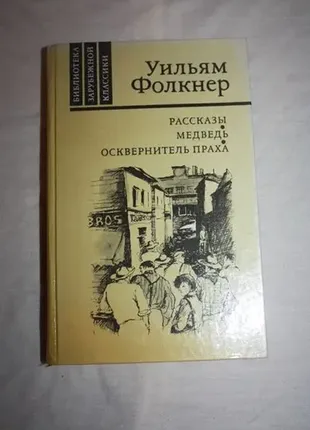 БИБЛИОТЕКА
ЗАРУБЕЖНОЙ
КЛАССИКИ
Уильям
Фолкнер
РАССКАЗЫ
МЕДВЕДЬ
ОСКВЕРНИТЕЛЬ ПРАХА
BROS